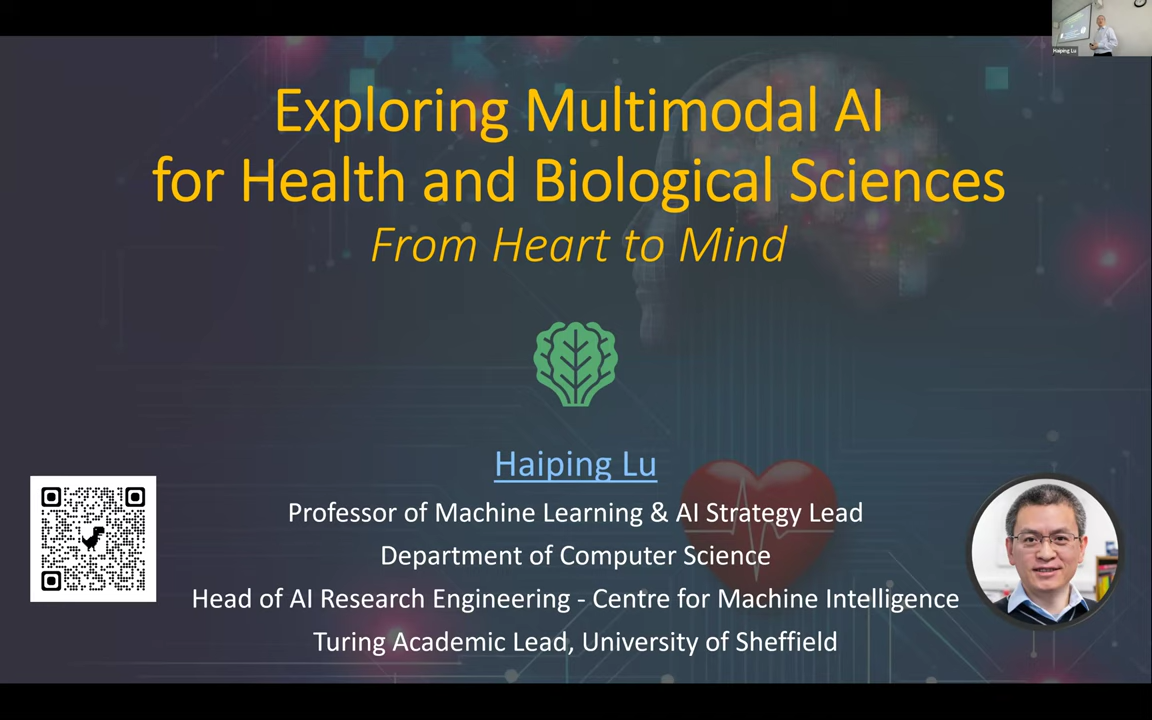 Haiping Lu
Exploring Multimodal AI
for Health and Biological Sciences
From Heart to Mind
Haiping Lu
Professor of Machine Learning & AI Strategy Lead
Department of Computer Science
Head of AI Research Engineering - Centre for Machine Intelligence
Turing Academic Lead, University of Sheffield